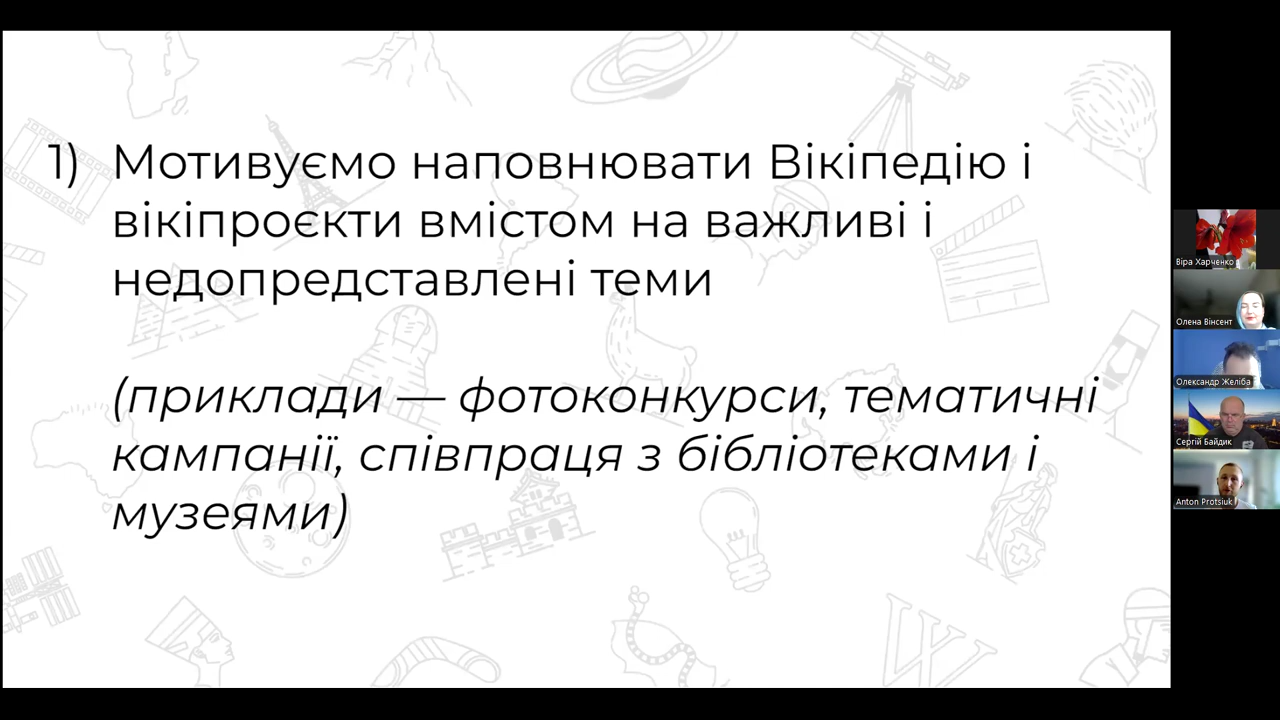 1) Мотивуємо наповнювати Вікіпедію і
вікіпроєкти вмістом на важливі і
недопредставлені теми
(приклади — фотоконкурси, тематичні
кампанії, співпраця з бібліотеками і
музеями)
Віра Харченко
Олена Вінсент
Олександр Желіба
Сергій Байдик
Anton Protsiuk